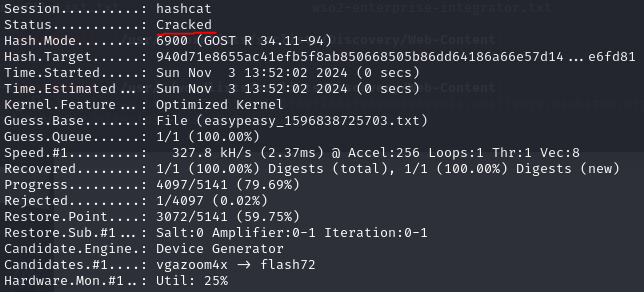 Session..........: hashcat
wso2-enterprise-integrator.txt
Status...........: Cracked
Hash.Mode........: 6900 (GOST R 34.11-94)
Hash.Target......: 940d71e8655ac41efb5f8ab850668505b86dd64186a66e57d14...e6fd81
Time.Started.....: Sun Nov  3 13:52:02 2024 (0 secs)
Time.Estimated...: Sun Nov  3 13:52:02 2024 (0 secs)
Kernel.Feature...: Optimized Kernel
Guess.Base.......: File (easypeasy_1596838725703.txt)
Guess.Queue......: 1/1 (100.00%)
Speed.#1.........:   327.8 kH/s (2.37ms) @ Accel:256 Loops:1 Thr:1 Vec:8
Recovered........: 1/1 (100.00%) Digests (total), 1/1 (100.00%) Digests (new)
Progress.........: 4097/5141 (79.69%)
Rejected.........: 1/4097 (0.02%)
Restore.Point....: 3072/5141 (59.75%)
Restore.Sub.#1...: Salt:0 Amplifier:0-1 Iteration:0-1
Candidate.Engine.: Device Generator
Candidates.#1....: vgazoom4x -> flash72
Hardware.Mon.#1..: Util: 25%